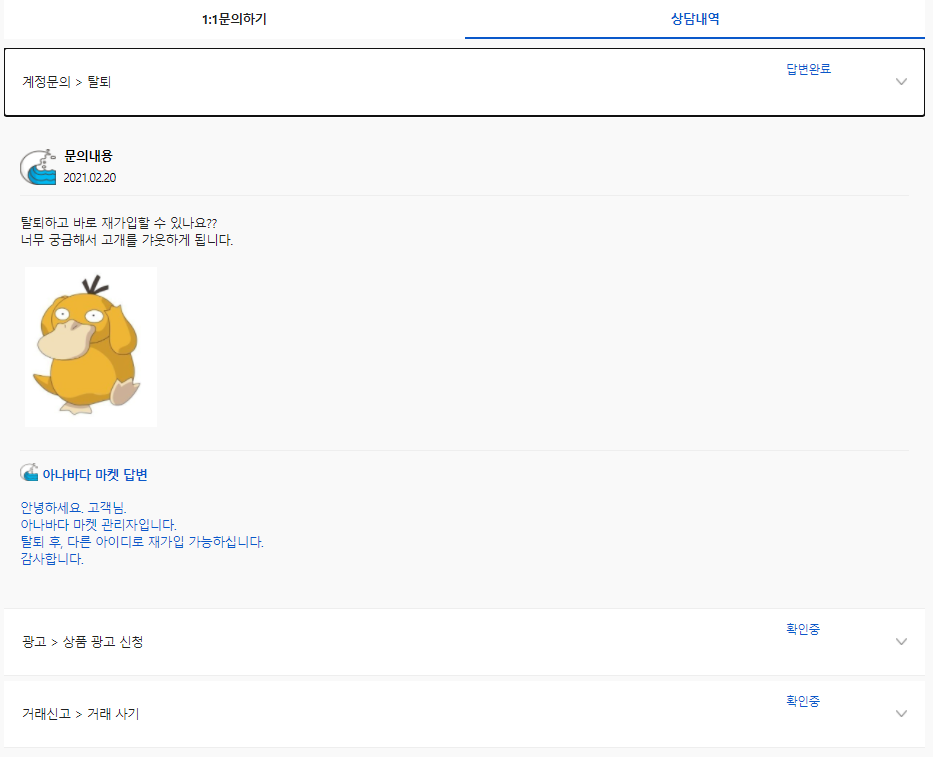 1:1문의하기
상담내역
계정문의 > 탈퇴
답변완료
문의내용
2021.02.20
탈퇴하고 바로 재가입할 수 있나요??
너무 궁금해서 고개를 갸웃하게 됩니다.
아나바다 마켓 답변
안녕하세요. 고객님.
아나바다 마켓 관리자입니다.
탈퇴 후, 다른 아이디로 재가입 가능하십니다.
감사합니다.
광고 > 상품 광고 신청
확인중
거래신고 > 거래 사기
확인중